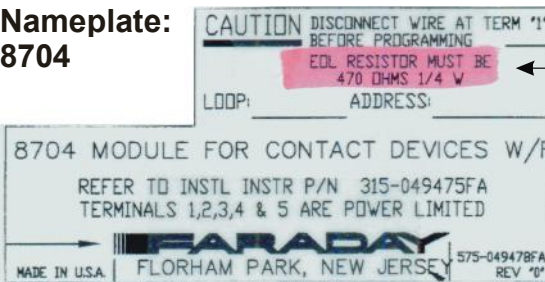 Nameplate:
8704
CAUTION DISCONNECT WIRE AT TERM "1"
BEFORE PROGRAMMING
EOL RESISTOR MUST BE
470 OHMS 1/4 W
LOOP: ADDRESS:
8704 MODULE FOR CONTACT DEVICES W/
REFER TO INSTL INSTR P/N 315-049475FA
TERMINALS 1,2,3,4 & 5 ARE POWER LIMITED
FARADAY
MADE IN U.S.A. FLORHAM PARK, NEW JERSEY
575-049478FA
REV "0"